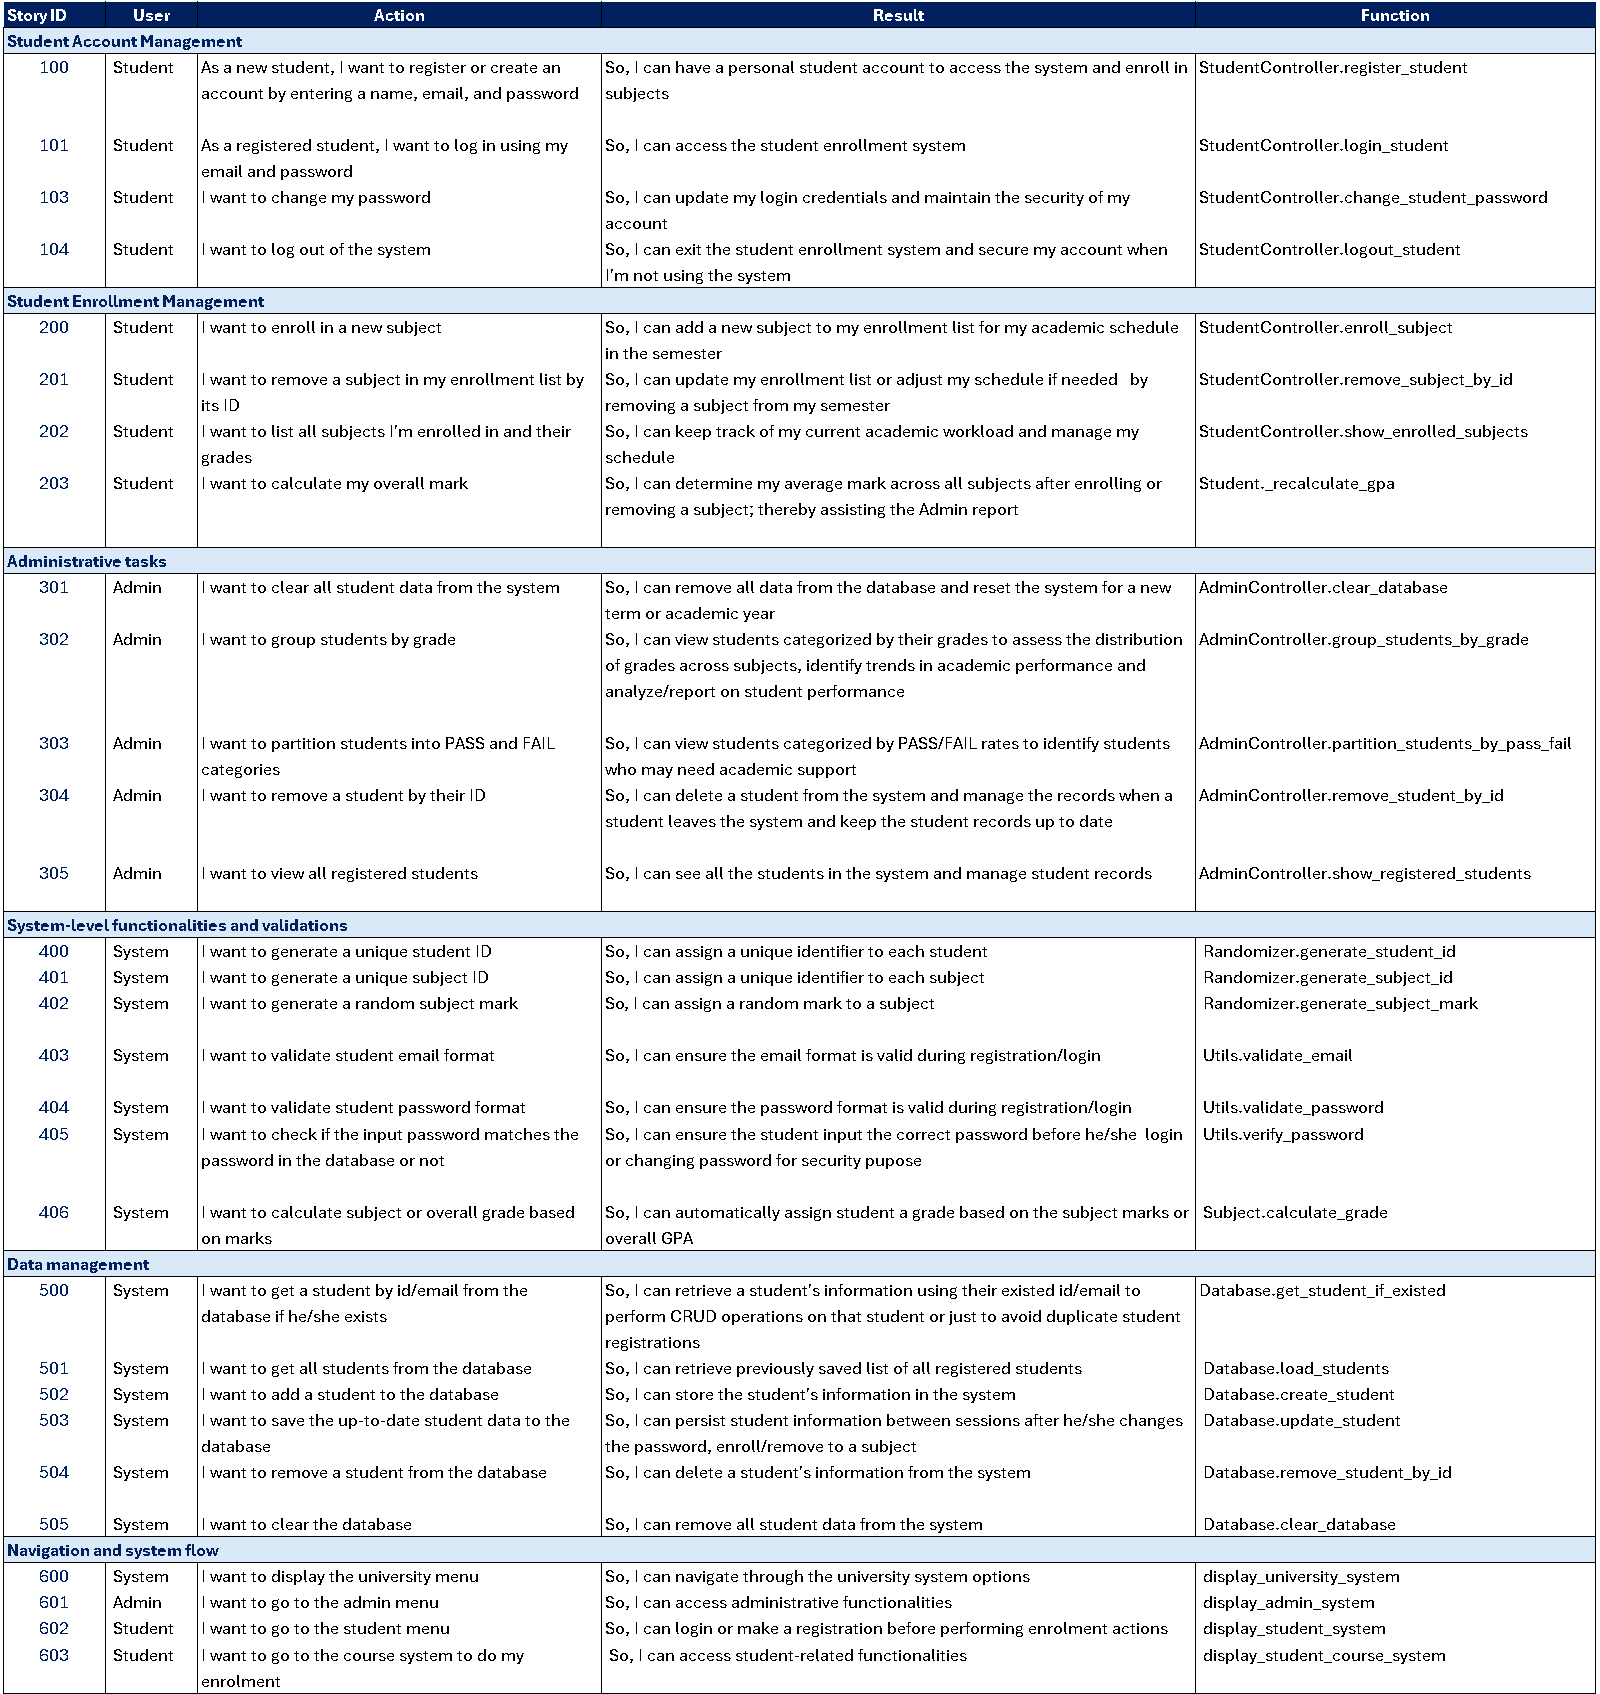 Story ID User Action Result Function
Student Account Management
100 Student As a new student, I want to register or create an So, I can have a personal student account to access the system and enroll in StudentController.register_student
account by entering a name, email, and password subjects
101 Student As a registered student, I want to log in using my So, I can access the student enrollment system StudentController.login_student
email and password
103 Student I want to change my password So, I can update my login credentials and maintain the security of my StudentController.change_student_password
account
104 Student I want to log out of the system So, I can exit the student enrollment system and secure my account when StudentController.logout_student
I'm not using the system
Student Enrollment Management
200 Student I want to enroll in a new subject So, I can add a new subject to my enrollment list for my academic schedule StudentController.enroll_subject
in the semester
201 Student I want to remove a subject in my enrollment list by So, I can update my enrollment list or adjust my schedule if needed by StudentController.remove_subject_by_id
its ID removing a subject from my semester
202 Student I want to list all subjects I'm enrolled in and their So, I can keep track of my current academic workload and manage my StudentController.show_enrolled_subjects
grades schedule
203 Student I want to calculate my overall mark So, I can determine my average mark across all subjects after enrolling or Student._recalculate_gpa
removing a subject; thereby assisting the Admin report
Administrative tasks
301 Admin I want to clear all student data from the system So, I can remove all data from the database and reset the system for a new AdminController.clear_database
term or academic year
302 Admin I want to group students by grade So, I can view students categorized by their grades to assess the distribution AdminController.group_students_by_grade
of grades across subjects, identify trends in academic performance and
analyze/report on student performance
303 Admin I want to partition students into PASS and FAIL So, I can view students categorized by PASS/FAIL rates to identify students AdminController.partition_students_by_pass_fail
categories who may need academic support
304 Admin I want to remove a student by their ID So, I can delete a student from the system and manage the records when a AdminController.remove_student_by_id
student leaves the system and keep the student records up to date
305 Admin I want to view all registered students So, I can see all the students in the system and manage student records AdminController.show_registered_students
System-level functionalities and validations
400 System I want to generate a unique student ID So, I can assign a unique identifier to each student Randomizer.generate_student_id
401 System I want to generate a unique subject ID So, I can assign a unique identifier to each subject Randomizer.generate_subject_id
402 System I want to generate a random subject mark So, I can assign a random mark to a subject Randomizer.generate_subject_mark
403 System I want to validate student email format So, I can ensure the email format is valid during registration/login Utils.validate_email
404 System I want to validate student password format So, I can ensure the password format is valid during registration/login Utils.validate_password
405 System I want to check if the input password matches the So, I can ensure the student input the correct password before he/she login Utils.verify_password
password in the database or not or changing password for security pupose
406 System I want to calculate subject or overall grade based So, I can automatically assign student a grade based on the subject marks or Subject.calculate_grade
on marks overall GPA
Data management
500 System I want to get a student by id/email from the So, I can retrieve a student's information using their existed id/email to Database.get_student_if_existed
database if he/she exists perform CRUD operations on that student or just to avoid duplicate student
registrations
501 System I want to get all students from the database So, I can retrieve previously saved list of all registered students Database.load_students
502 System I want to add a student to the database So, I can store the student's information in the system Database.create_student
503 System I want to save the up-to-date student data to the So, I can persist student information between sessions after he/she changes Database.update_student
database the password, enroll/remove to a subject
504 System I want to remove a student from the database So, I can delete a student's information from the system Database.remove_student_by_id
505 System I want to clear the database So, I can remove all student data from the system Database.clear_database
Navigation and system flow
600 System I want to display the university menu So, I can navigate through the university system options display_university_system
601 Admin I want to go to the admin menu So, I can access administrative functionalities display_admin_system
602 Student I want to go to the student menu So, I can login or make a registration before performing enrolment actions display_student_system
603 Student I want to go to the course system to do my So, I can access student-related functionalities display_student_course_system
enrolment